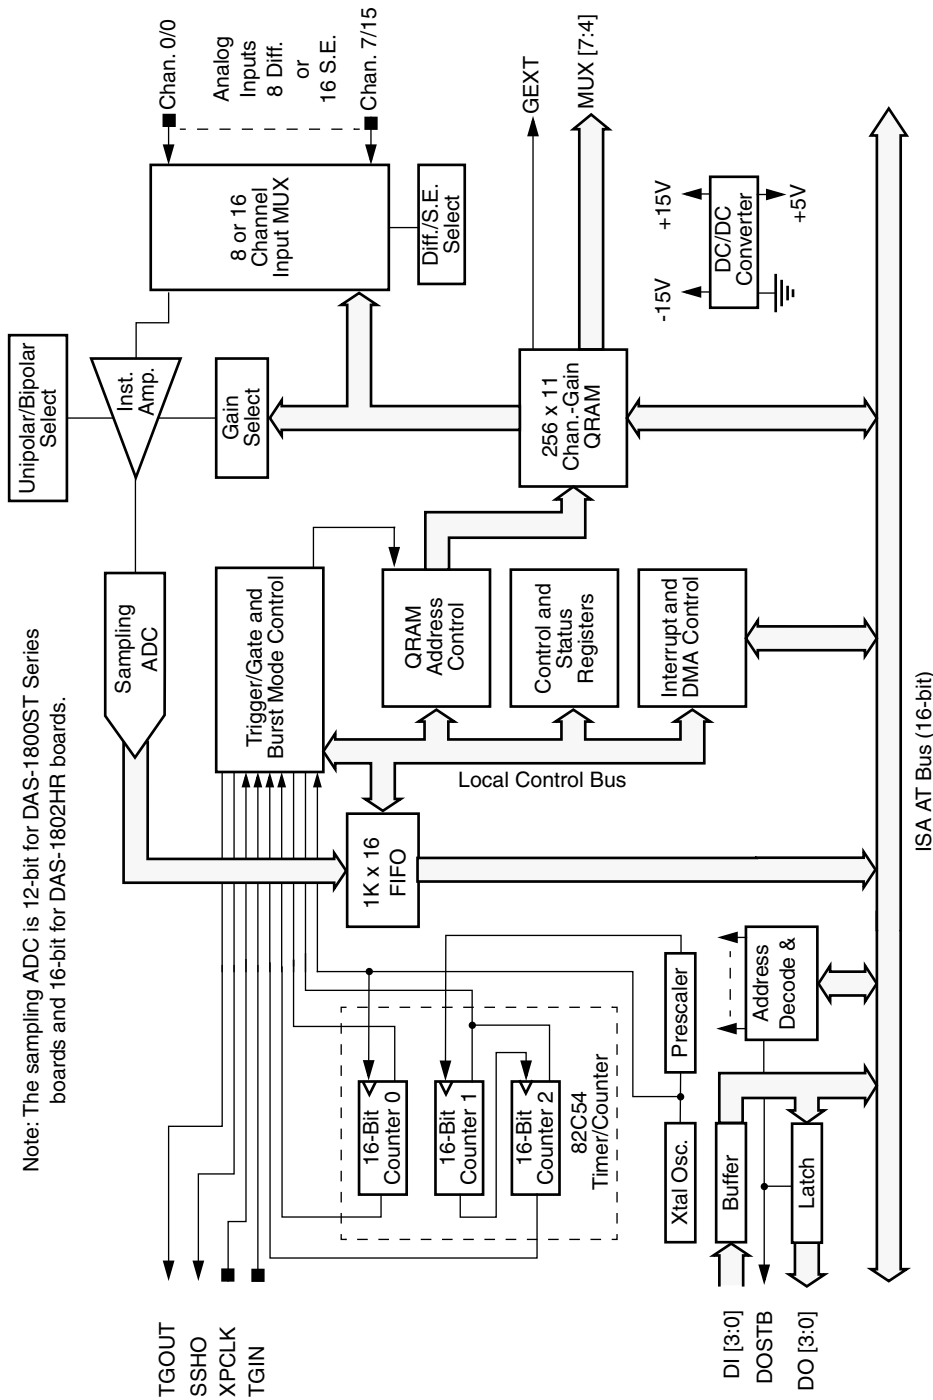 Note: The sampling ADC is 12-bit for DAS-1800ST Series
boards and 16-bit for DAS-1802HR boards.
Unipolar/Bipolar
Select
Chan. 0/0
Analog
Inputs
8 Diff.
or
16 S.E.
Chan. 7/15
Sampling
ADC
Inst.
Amp.
8 or 16
Channel
Input MUX
Gain
Select
Diff./S.E.
Select
TGOUT
SSHO
XPCLK
TGIN
Trigger/Gate and
Burst Mode Control
1K x 16
FIFO
Local Control Bus
QRAM
Address
Control
Control and
Status
Registers
Interrupt and
DMA Control
256 x 11
Chan.-Gain
QRAM
GEXT
MUX [7:4]
16-Bit
Counter 0
16-Bit
Counter 1
16-Bit
Counter 2
82C54
Timer/Counter
Xtal Osc.
Prescaler
-15V
+15V
DC/DC
Converter
+5V
DI [3:0]
DOSTB
DO [3:0]
Buffer
Latch
Address
Decode &
ISA AT Bus (16-bit)